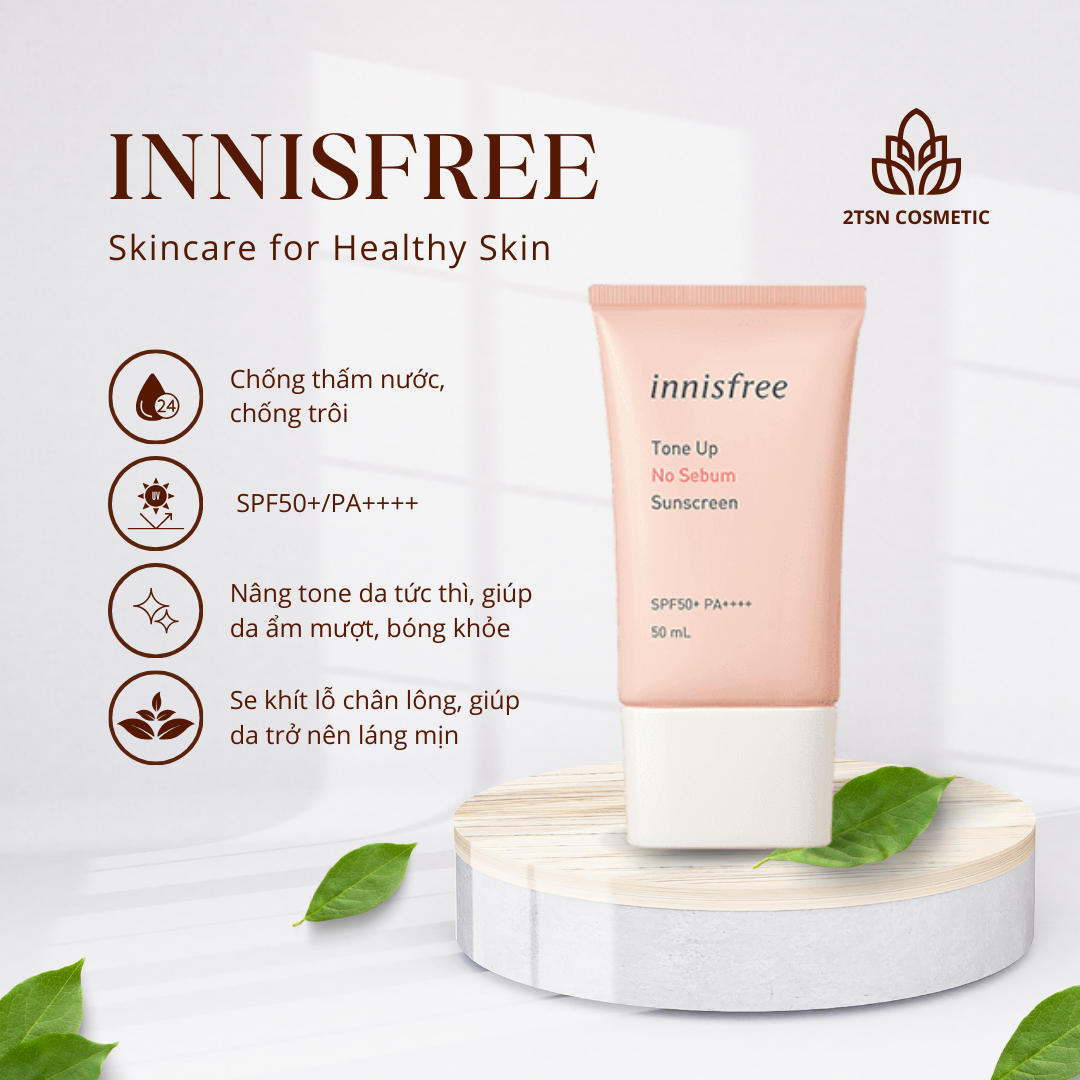 INNISFREE
Skincare for Healthy Skin
2TSN COSMETIC
24
Chống thấm nước,
chống trôi
UV
SPF50+/PA++++
Nâng tone da tức thì, giúp
da ẩm mượt, bóng khỏe
Se khít lỗ chân lông, giúp
da trở nên láng mịn
innisfree
Tone Up
No Sebum
Sunscreen
SPF50+ PA++++
50 mL